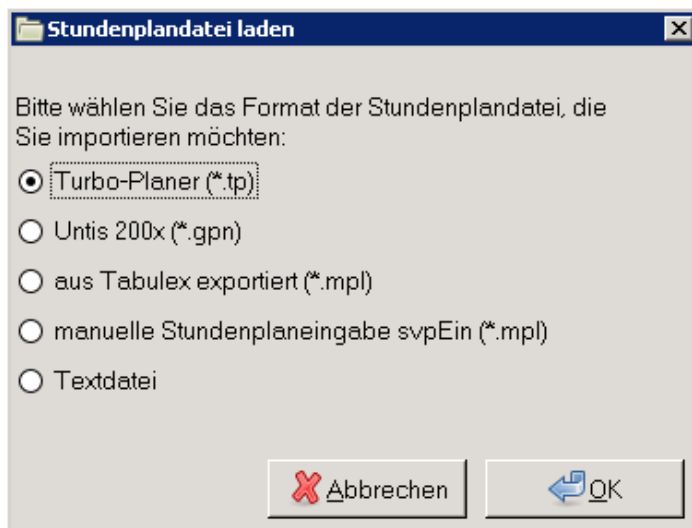 Stundenplandatei laden
Bitte wählen Sie das Format der Stundenplandatei, die
Sie importieren möchten:
Turbo-Planer (*.tp)
Untis 200x (*.gpn)
aus Tabulex exportiert (*.mpl)
manuelle Stundenplaneingabe svpEin (*.mpl)
Textdatei
Abbrechen OK